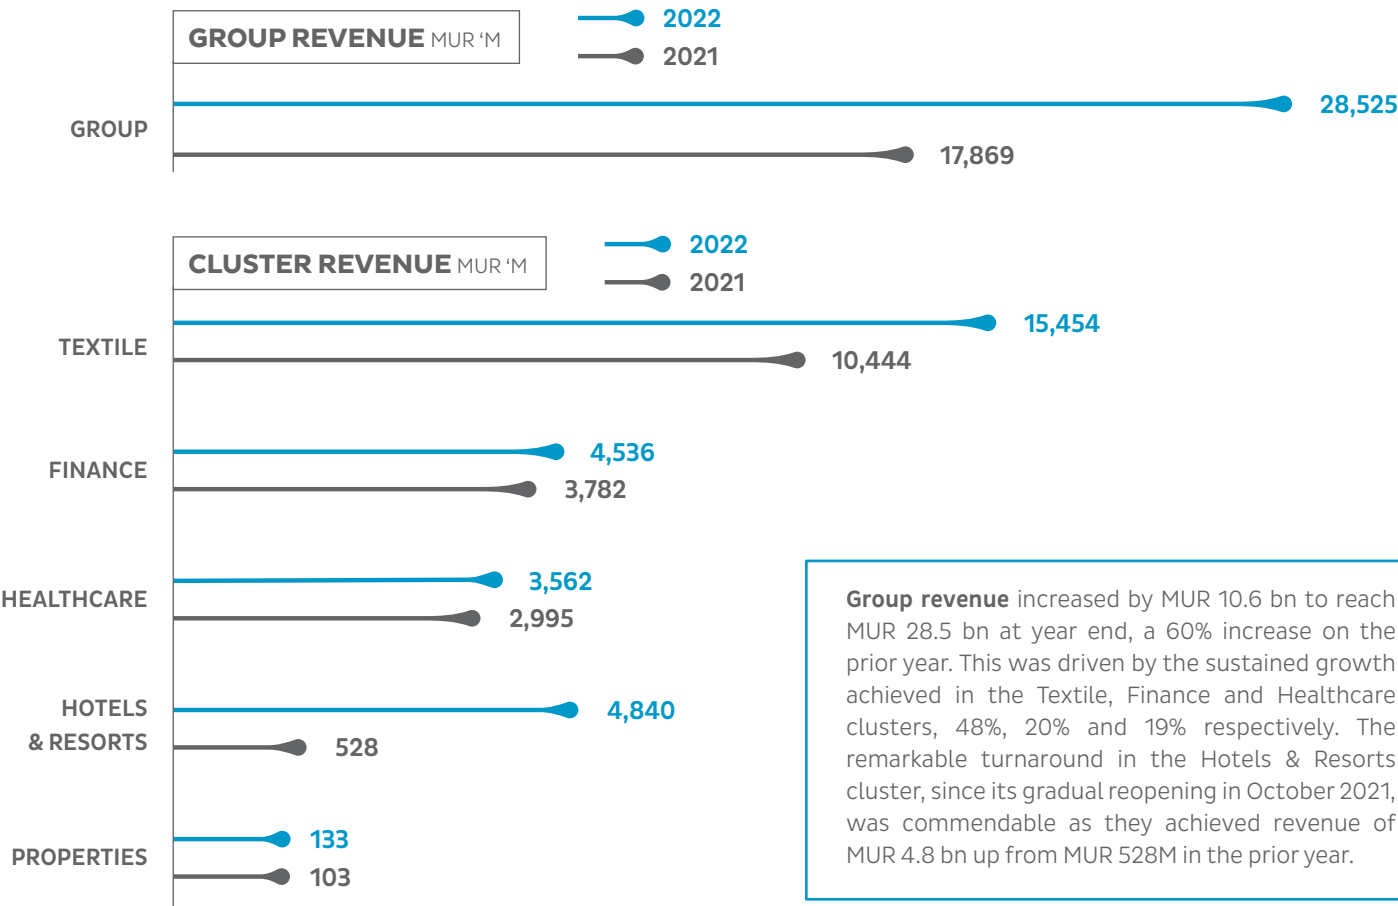 GROUP REVENUE MUR ‘M
2022
2021
GROUP
28,525
17,869
CLUSTER REVENUE MUR ‘M
2022
2021
TEXTILE
15,454
10,444
FINANCE
4,536
3,782
HEALTHCARE
3,562
2,995
HOTELS
& RESORTS
4,840
528
PROPERTIES
133
103
Group revenue increased by MUR 10.6 bn to reach
MUR 28.5 bn at year end, a 60% increase on the
prior year. This was driven by the sustained growth
achieved in the Textile, Finance and Healthcare
clusters, 48%, 20% and 19% respectively. The
remarkable turnaround in the Hotels & Resorts
cluster, since its gradual reopening in October 2021,
was commendable as they achieved revenue of
MUR 4.8 bn up from MUR 528M in the prior year.